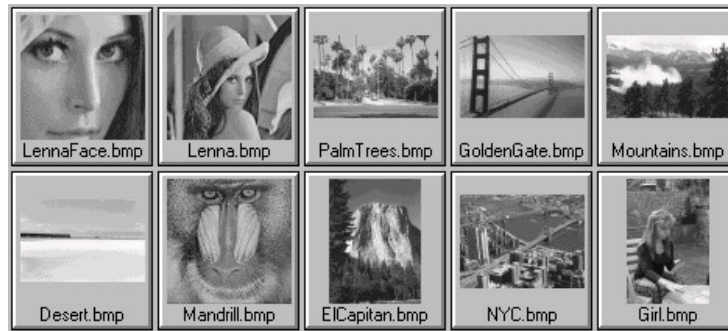 LennaFace.bmp
Lenna.bmp
PalmTrees.bmp
GoldenGate.bmp
Mountains.bmp
Desert.bmp
Mandrill.bmp
ElCapitan.bmp
NYC.bmp
Girl.bmp